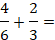 4/6 + 2/3 =